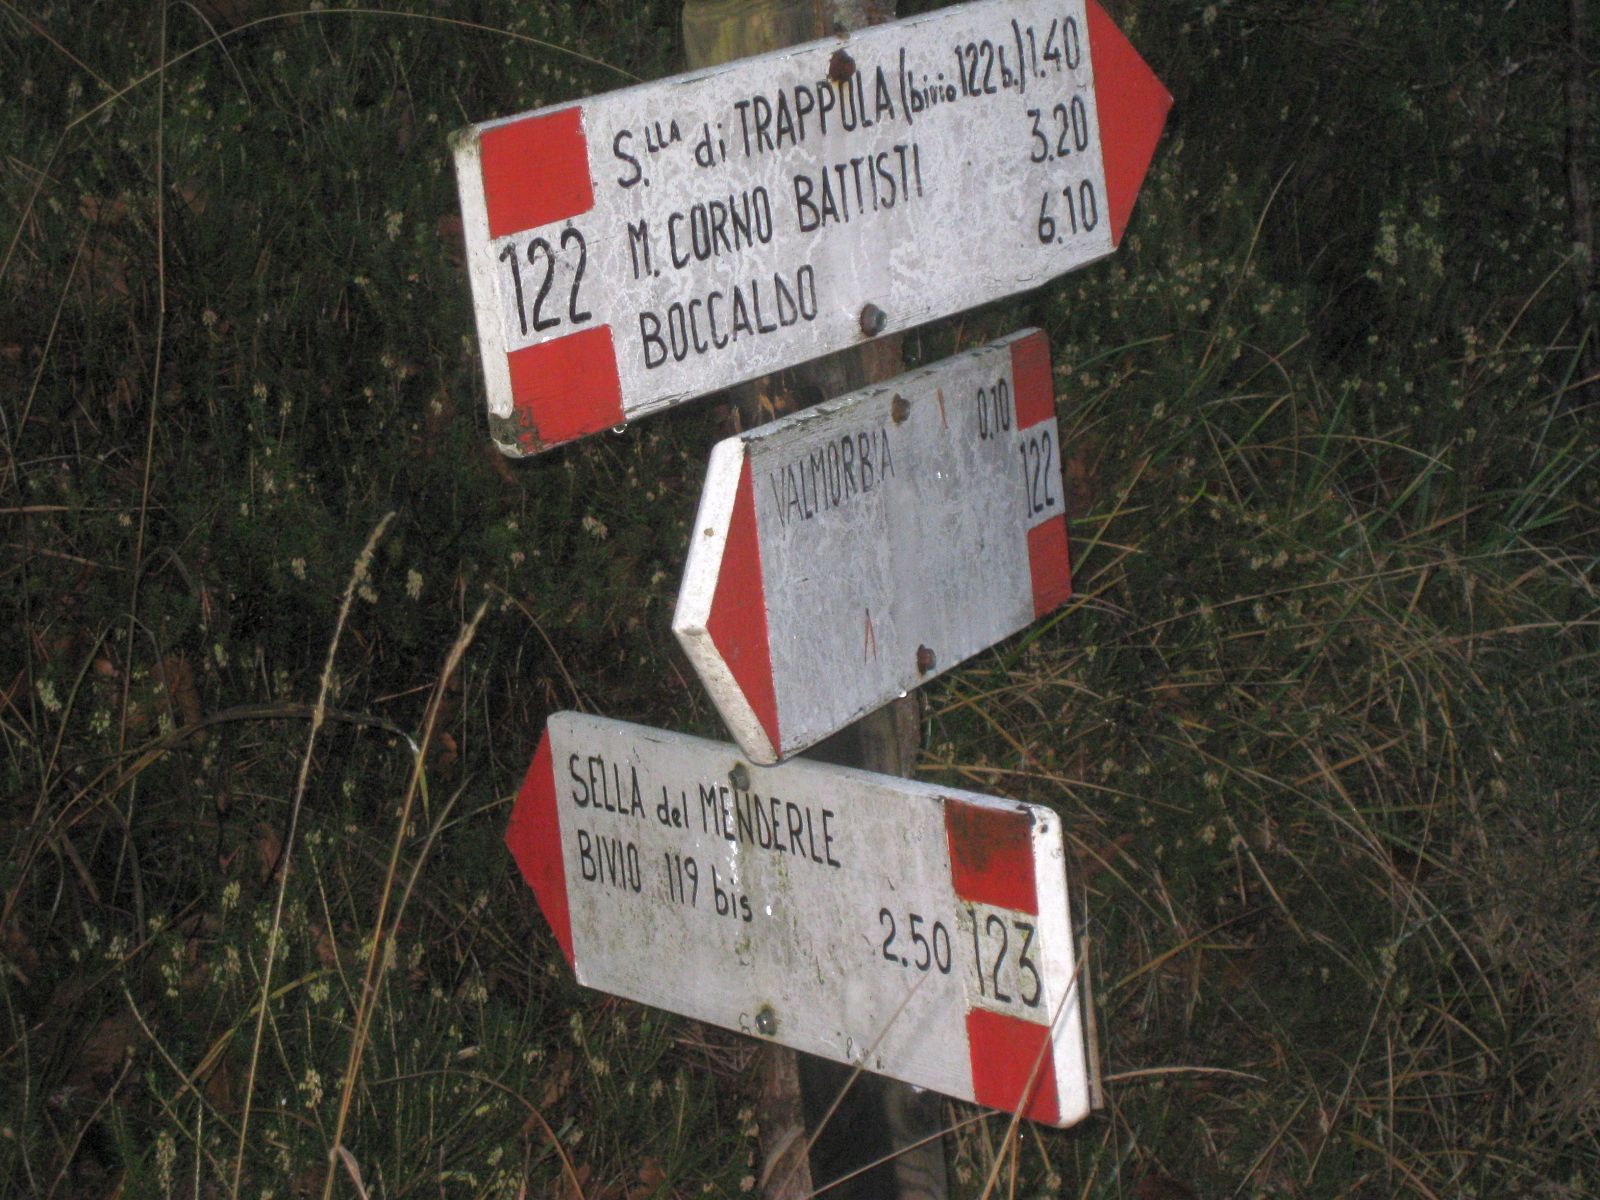 S.LLA di TRAPPOLA (bivio 122 b.) 1.40
M. CORNO BATTISTI 3.20
BOCCALDO 6.10
122
VALMORBIA 0.10
122
SELLA del MENDERLE
BIVIO 119 bis
2.50
123